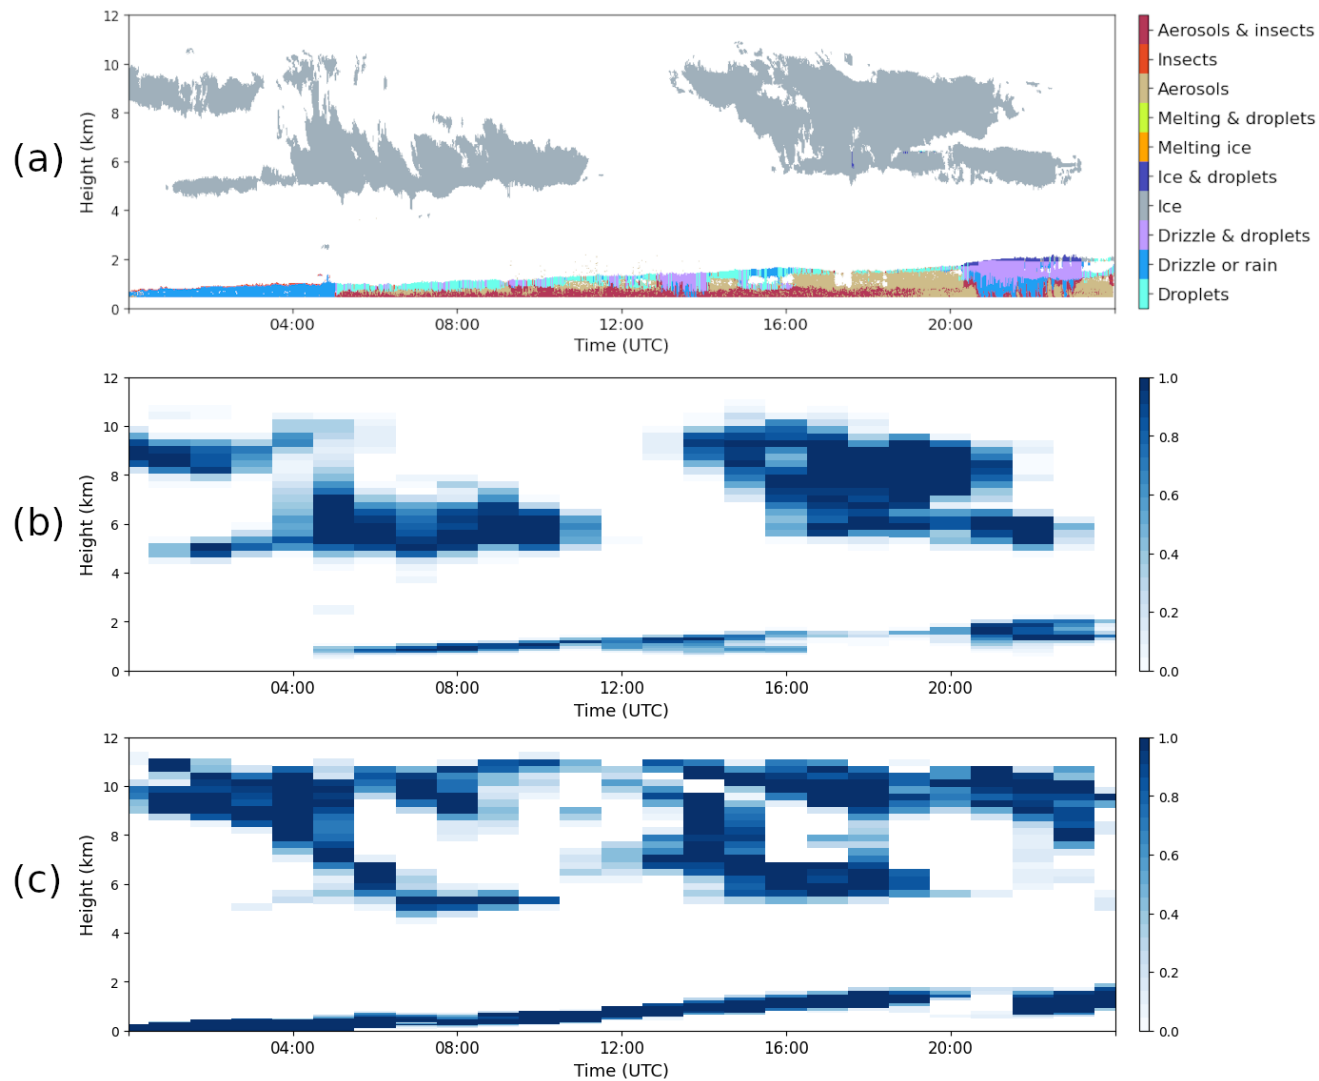 (a)
Height (km)
12
10
8
6
4
2
0
04:00 08:00 12:00 16:00 20:00
Time (UTC)
Aerosols & insects
Insects
Aerosols
Melting & droplets
Melting ice
Ice & droplets
Ice
Drizzle & droplets
Drizzle or rain
Droplets
(b)
Height (km)
12
10
8
6
4
2
0
04:00 08:00 12:00 16:00 20:00
Time (UTC)
1.0
0.8
0.6
0.4
0.2
0.0
(c)
Height (km)
12
10
8
6
4
2
0
04:00 08:00 12:00 16:00 20:00
Time (UTC)
1.0
0.8
0.6
0.4
0.2
0.0